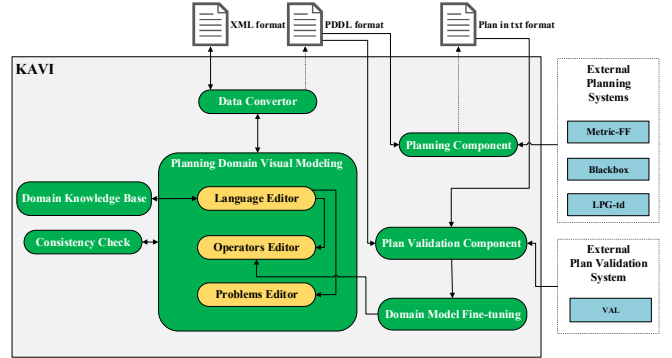 XML format
PDDL format
Plan in txt format
KAVI
Data Convertor
Planning Domain Visual Modeling
Domain Knowledge Base
Language Editor
Consistency Check
Operators Editor
Problems Editor
Planning Component
Plan Validation Component
Domain Model Fine-tuning
External
Planning
Systems
Metric-FF
Blackbox
LPG-td
External
Plan Validation
System
VAL